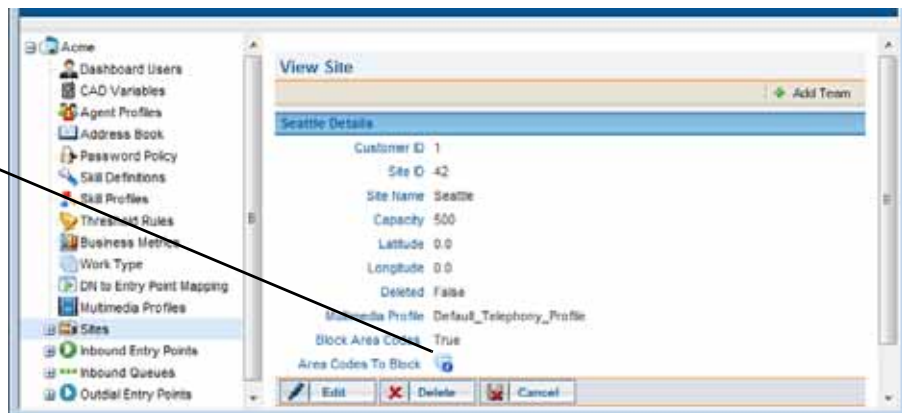 Acme
Dashboard Users
CAD Variables
Agent Profiles
Address Book
Password Policy
Skill Definitions
Skill Profiles
Threshold Rules
Business Metrics
Work Type
DN to Entry Point Mapping
Multimedia Profiles
Sites
Inbound Entry Points
Inbound Queues
Outdial Entry Points
View Site
Add Team
Seattle Details
Customer ID 1
Site ID 42
Site Name Seattle
Capacity 500
Latitude 0.0
Longitude 0.0
Deleted False
Multimedia Profile Default_Telephony_Profile
Block Area Codes True
Area Codes To Block
Edit Delete Cancel